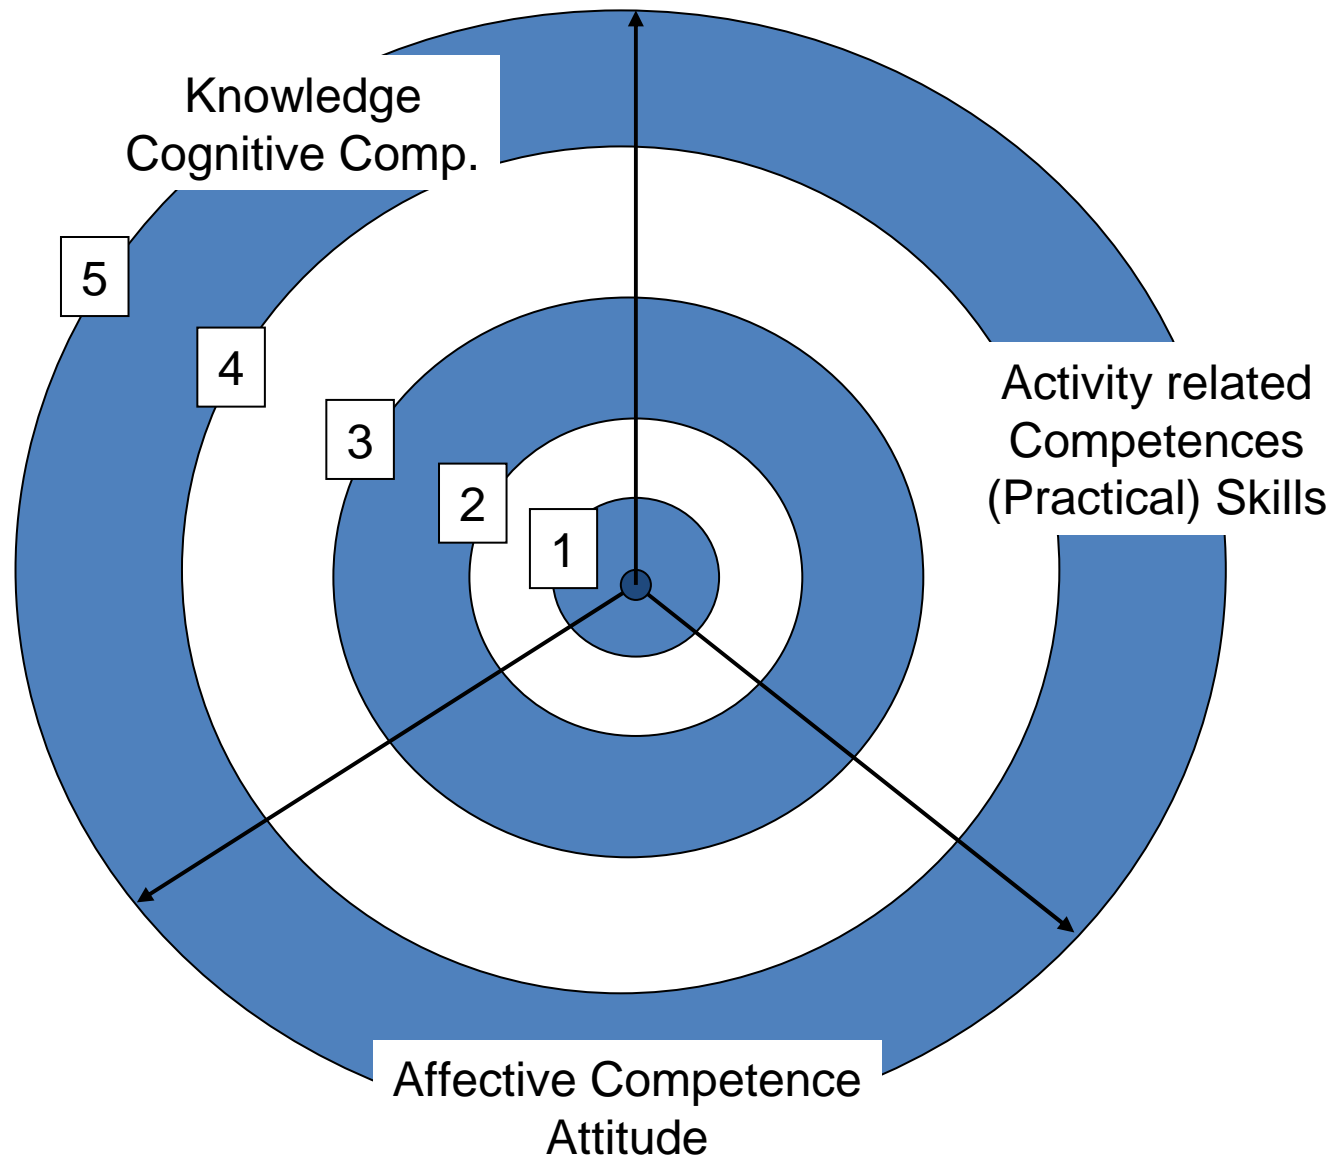 Knowledge
Cognitive Comp.
5
4
3
2
1
Activity related
Competences
(Practical) Skills
Affective Competence
Attitude